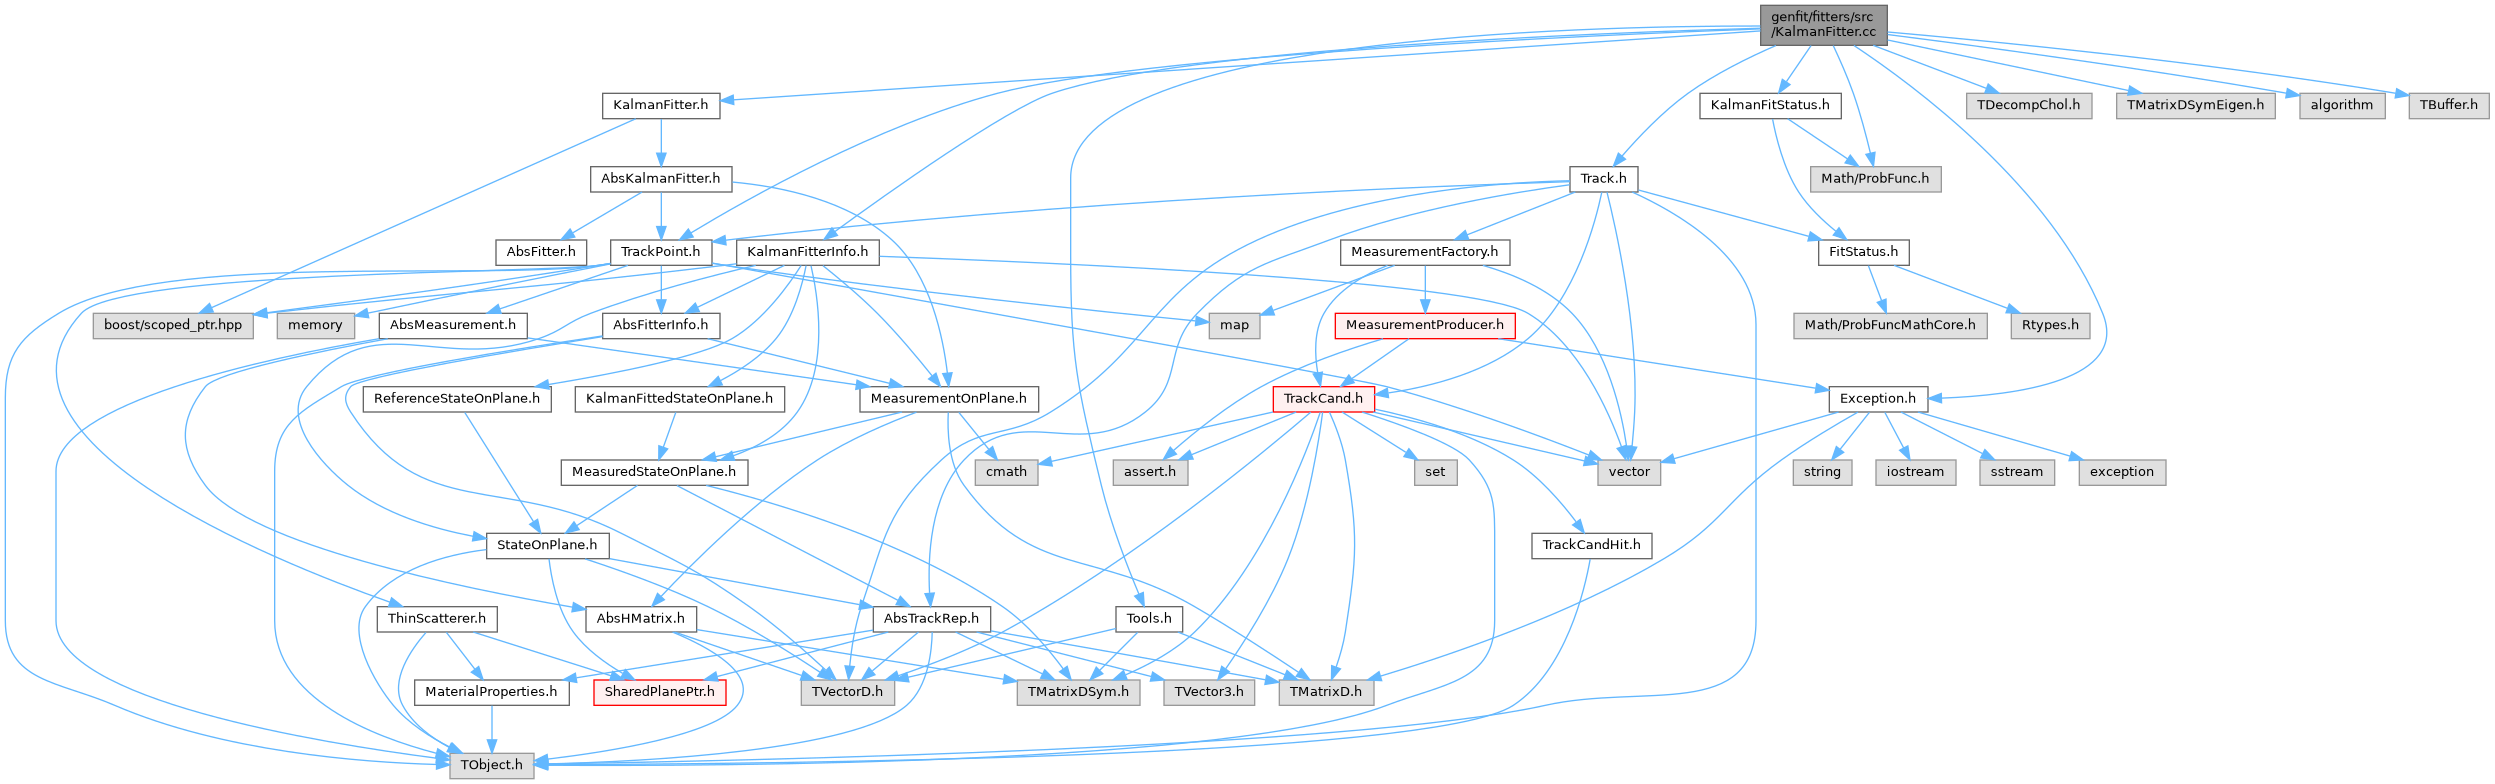 genfit/fitters/src
/KalmanFitter.cc
KalmanFitter.h
KalmanFitStatus.h
TDecompChol.h
TMatrixDSymEigen.h
algorithm
TBuffer.h
AbsKalmanFitter.h
Track.h
Math/ProbFunc.h
AbsFitter.h
TrackPoint.h
KalmanFitterInfo.h
MeasurementFactory.h
FitStatus.h
boost/scoped_ptr.hpp
memory
AbsMeasurement.h
AbsFitterInfo.h
map
MeasurementProducer.h
Math/ProbFuncMathCore.h
Rtypes.h
ReferenceStateOnPlane.h
KalmanFittedStateOnPlane.h
MeasurementOnPlane.h
TrackCand.h
Exception.h
MeasuredStateOnPlane.h
cmath
assert.h
set
vector
string
iostream
sstream
exception
StateOnPlane.h
TrackCandHit.h
ThinScatterer.h
AbsHMatrix.h
AbsTrackRep.h
Tools.h
MaterialProperties.h
SharedPlanePtr.h
TVectorD.h
TMatrixDSym.h
TVector3.h
TMatrixD.h
TObject.h